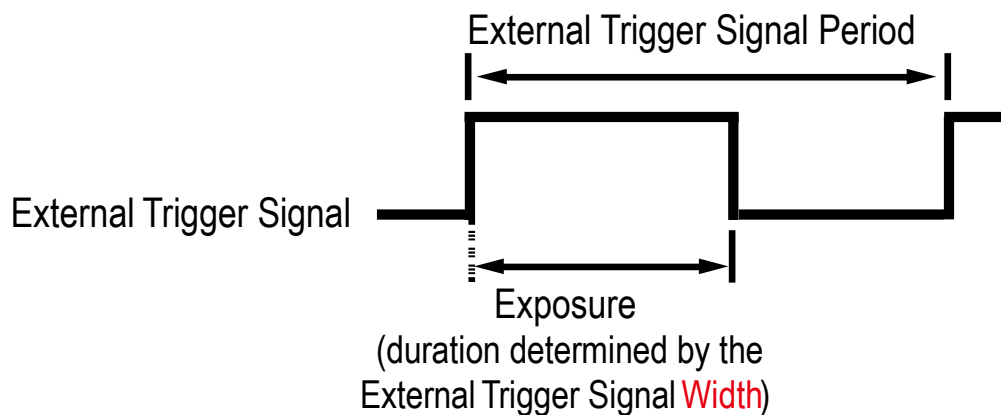 External Trigger Signal Period
External Trigger Signal
Exposure
(duration determined by the
External Trigger Signal Width)